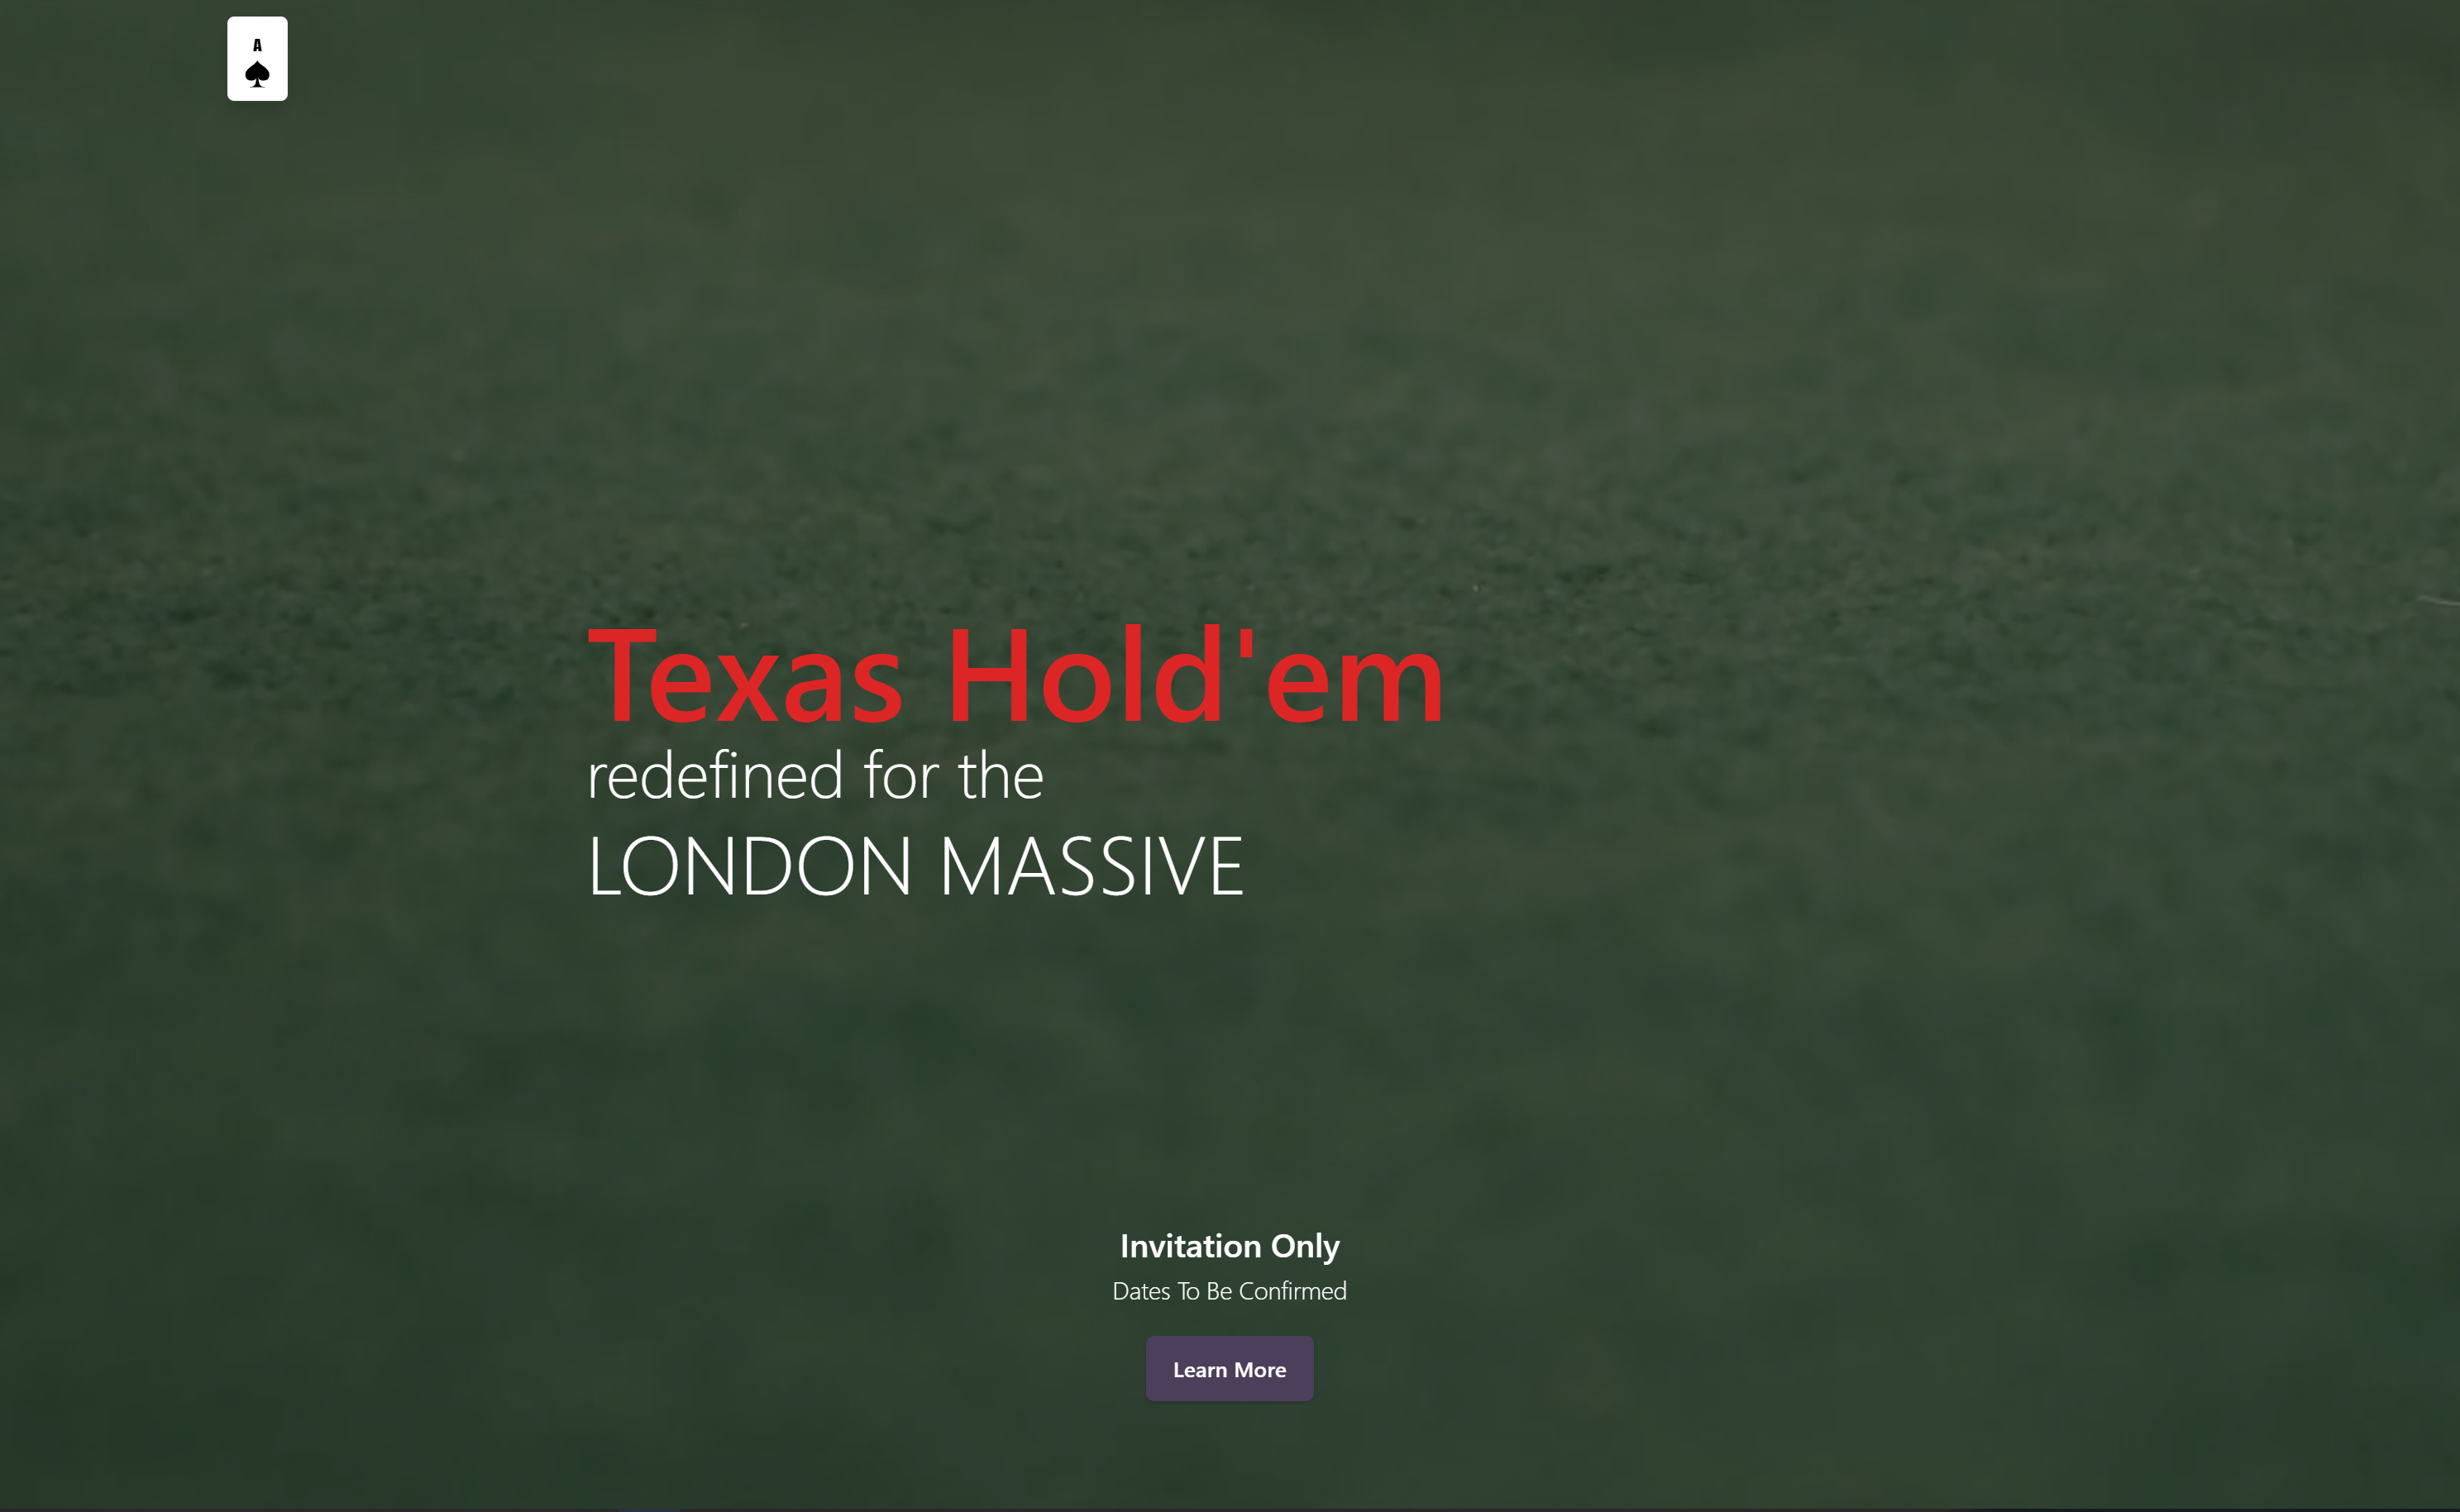 A
Texas Hold'em
redefined for the
LONDON MASSIVE
Invitation Only
Dates To Be Confirmed
Learn More